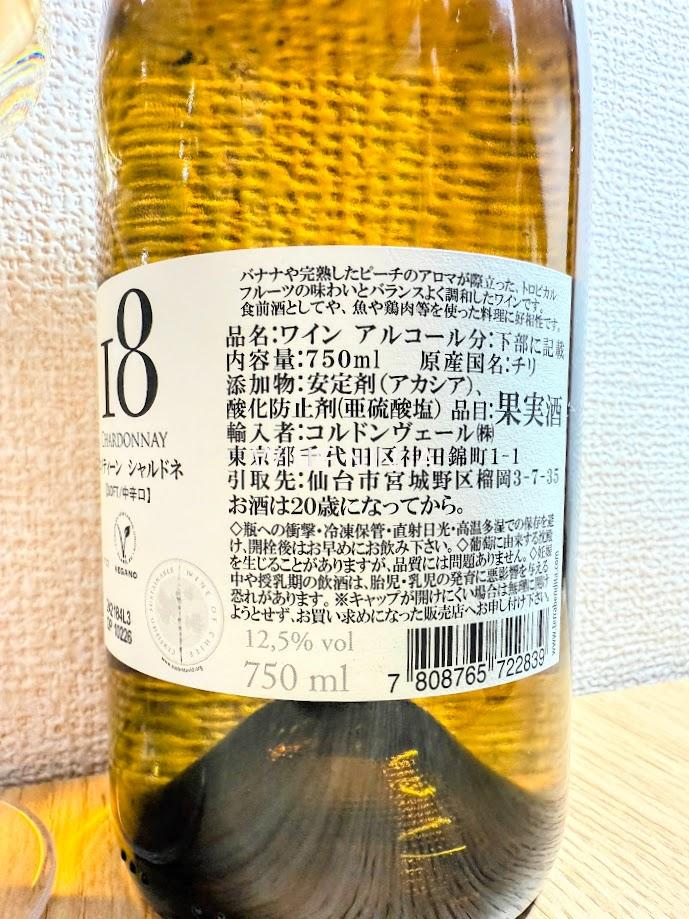 バナナや完熟したピーチのアロマが際立った、トロピカル
フルーツの味わいとバランスよく調和したワインです。
食前酒としてや、魚や鶏肉等を使った料理に好相性です。
品名:ワイン アルコール分:下部に記載
内容量:750ml 原産国名:チリ
添加物:安定剤(アカシア)、
酸化防止剤(亜硫酸塩) 品目:果実酒
輸入者:コルドンヴェール㈱
東京都千代田区神田錦町1-1
引取先:仙台市宮城野区榴岡3-7-35
お酒は20歳になってから。
◇瓶への衝撃・冷凍保管・直射日光・高温多湿での保存を避
け、開栓後はお早めにお飲み下さい。◇葡萄に由来する沈殿
を生じることがありますが、品質には問題ありません。◇妊娠
中や授乳期の飲酒は、胎児・乳児の発育に悪影響を与える
恐れがあります。※キャップが開けにくい場合は無理に開け
ようとせず、お買い求めになった販売店へお申し付け下さい。
12,5% vol
750 ml
7 808765 722839
www.terrabendita.com
18
CHARDONNAY
ティーン シャルドネ
【SOFT/中辛口】
VEGANO
WINE OF CHILE
CERTIFIED SUSTAINABLE
L24184L3
OP 10226